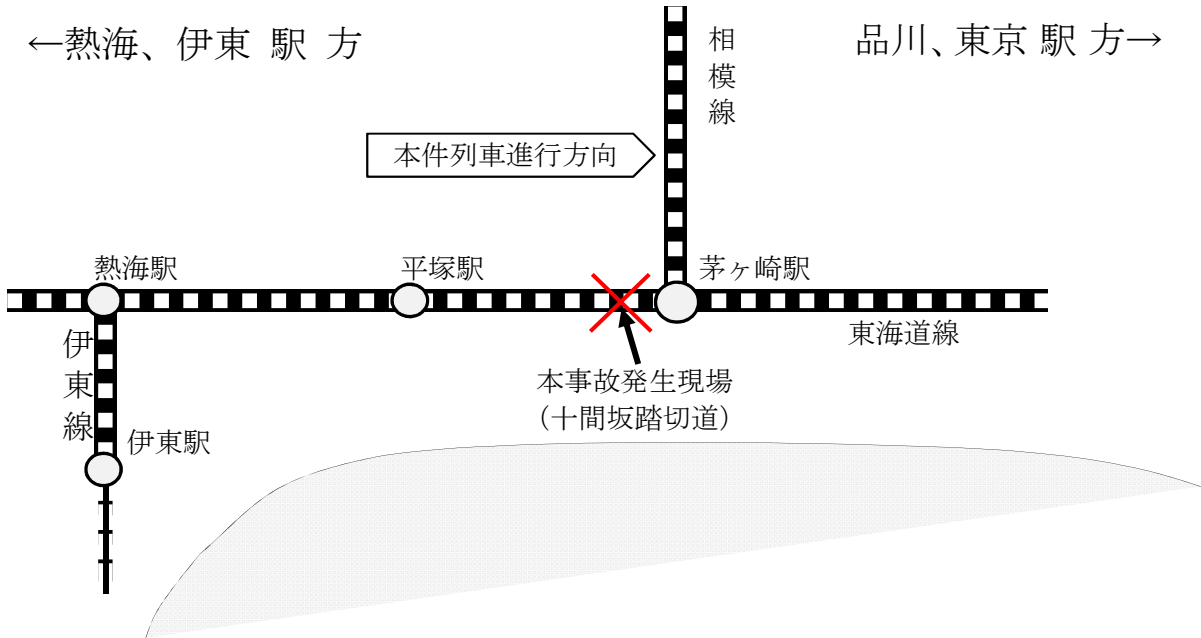 ←熱海、伊東 駅 方
品川、東京 駅 方→
相模線
本件列車進行方向
熱海駅
平塚駅
茅ヶ崎駅
東海道線
伊東線
本事故発生現場
(十間坂踏切道)
伊東駅